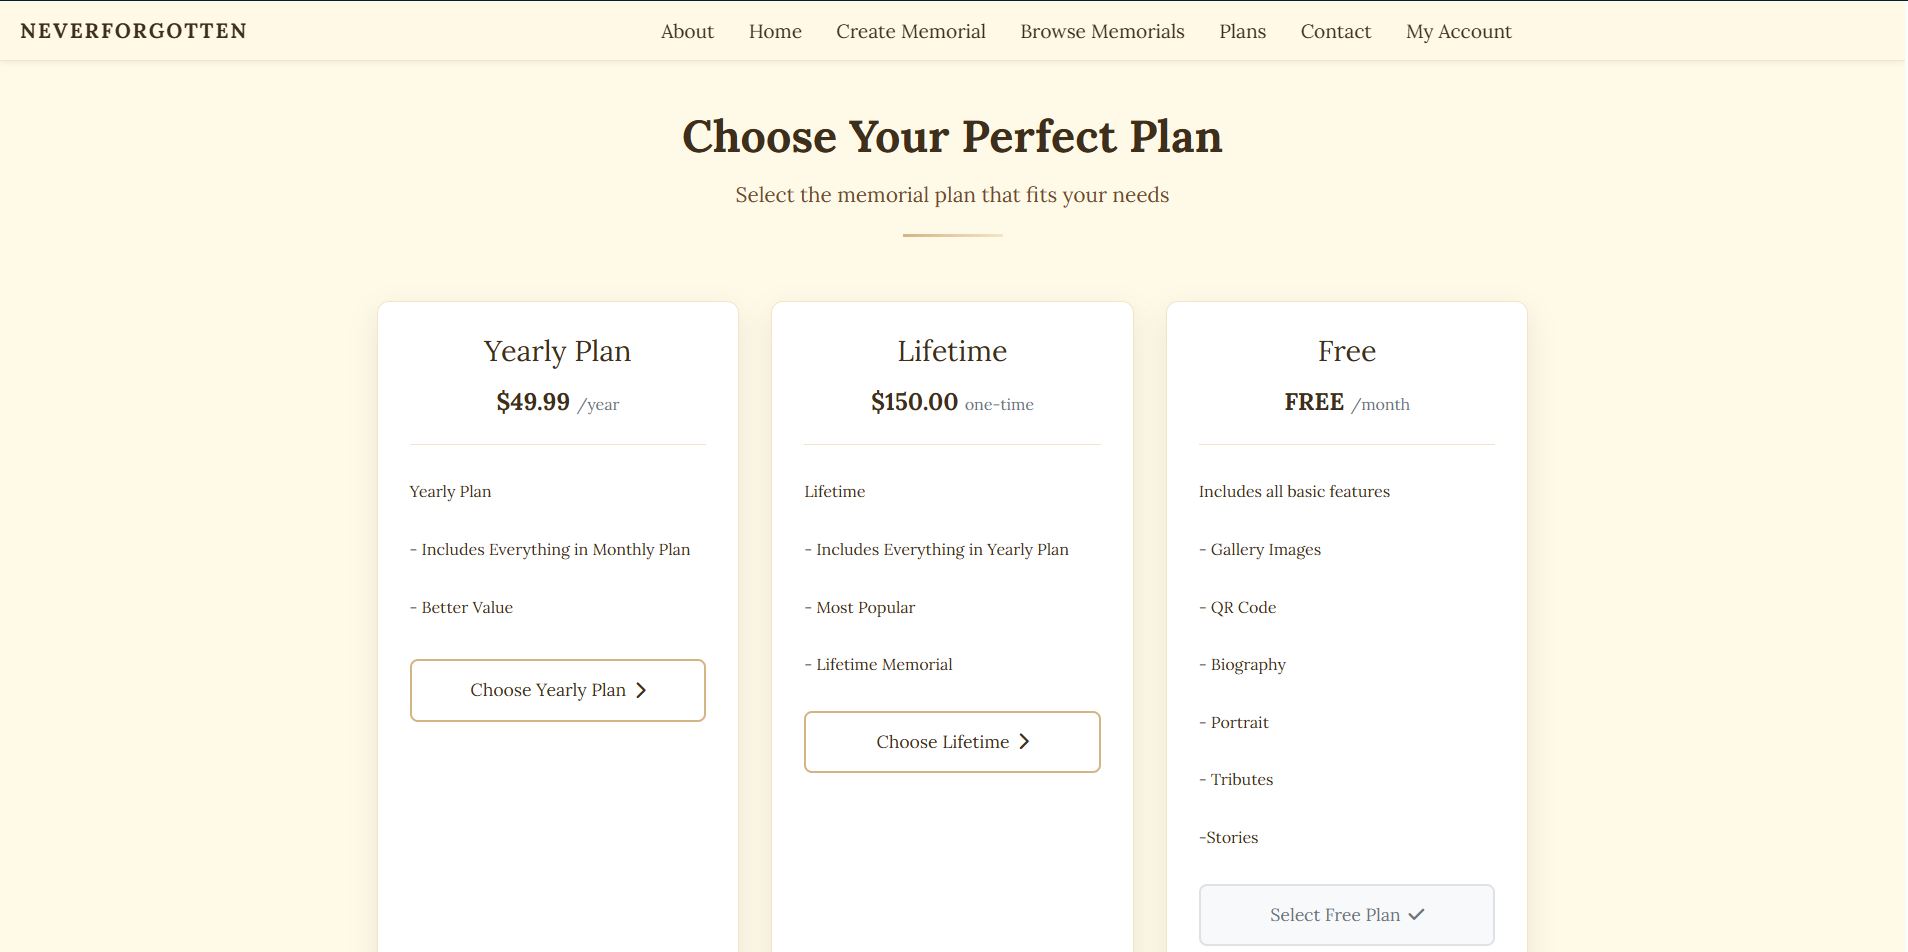 NEVERFORGOTTEN
About Home Create Memorial Browse Memorials Plans Contact My Account
Choose Your Perfect Plan
Select the memorial plan that fits your needs
Yearly Plan
$49.99 /year
Yearly Plan
- Includes Everything in Monthly Plan
- Better Value
Choose Yearly Plan
Lifetime
$150.00 one-time
Lifetime
- Includes Everything in Yearly Plan
- Most Popular
- Lifetime Memorial
Choose Lifetime
Free
FREE /month
Includes all basic features
- Gallery Images
- QR Code
- Biography
- Portrait
- Tributes
-Stories
Select Free Plan